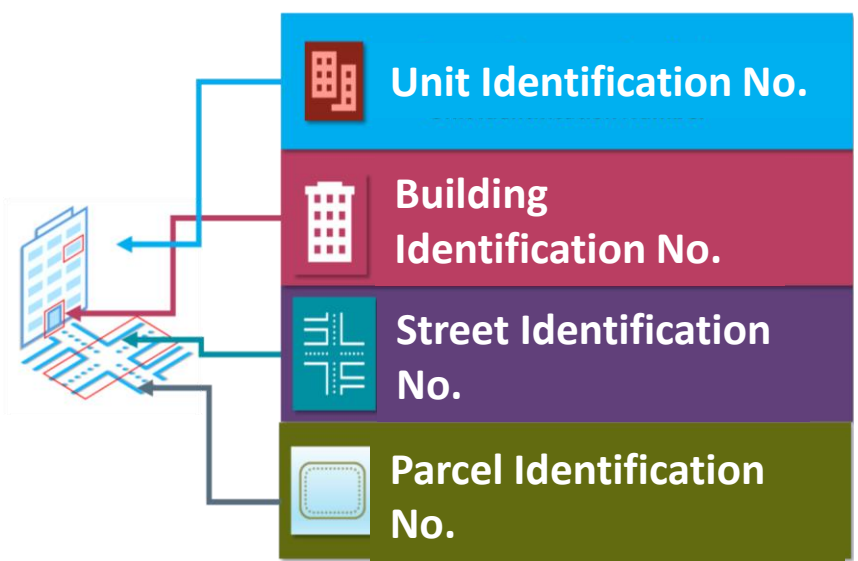 Unit Identification No.
Building
Identification No.
Street Identification
No.
Parcel Identification
No.